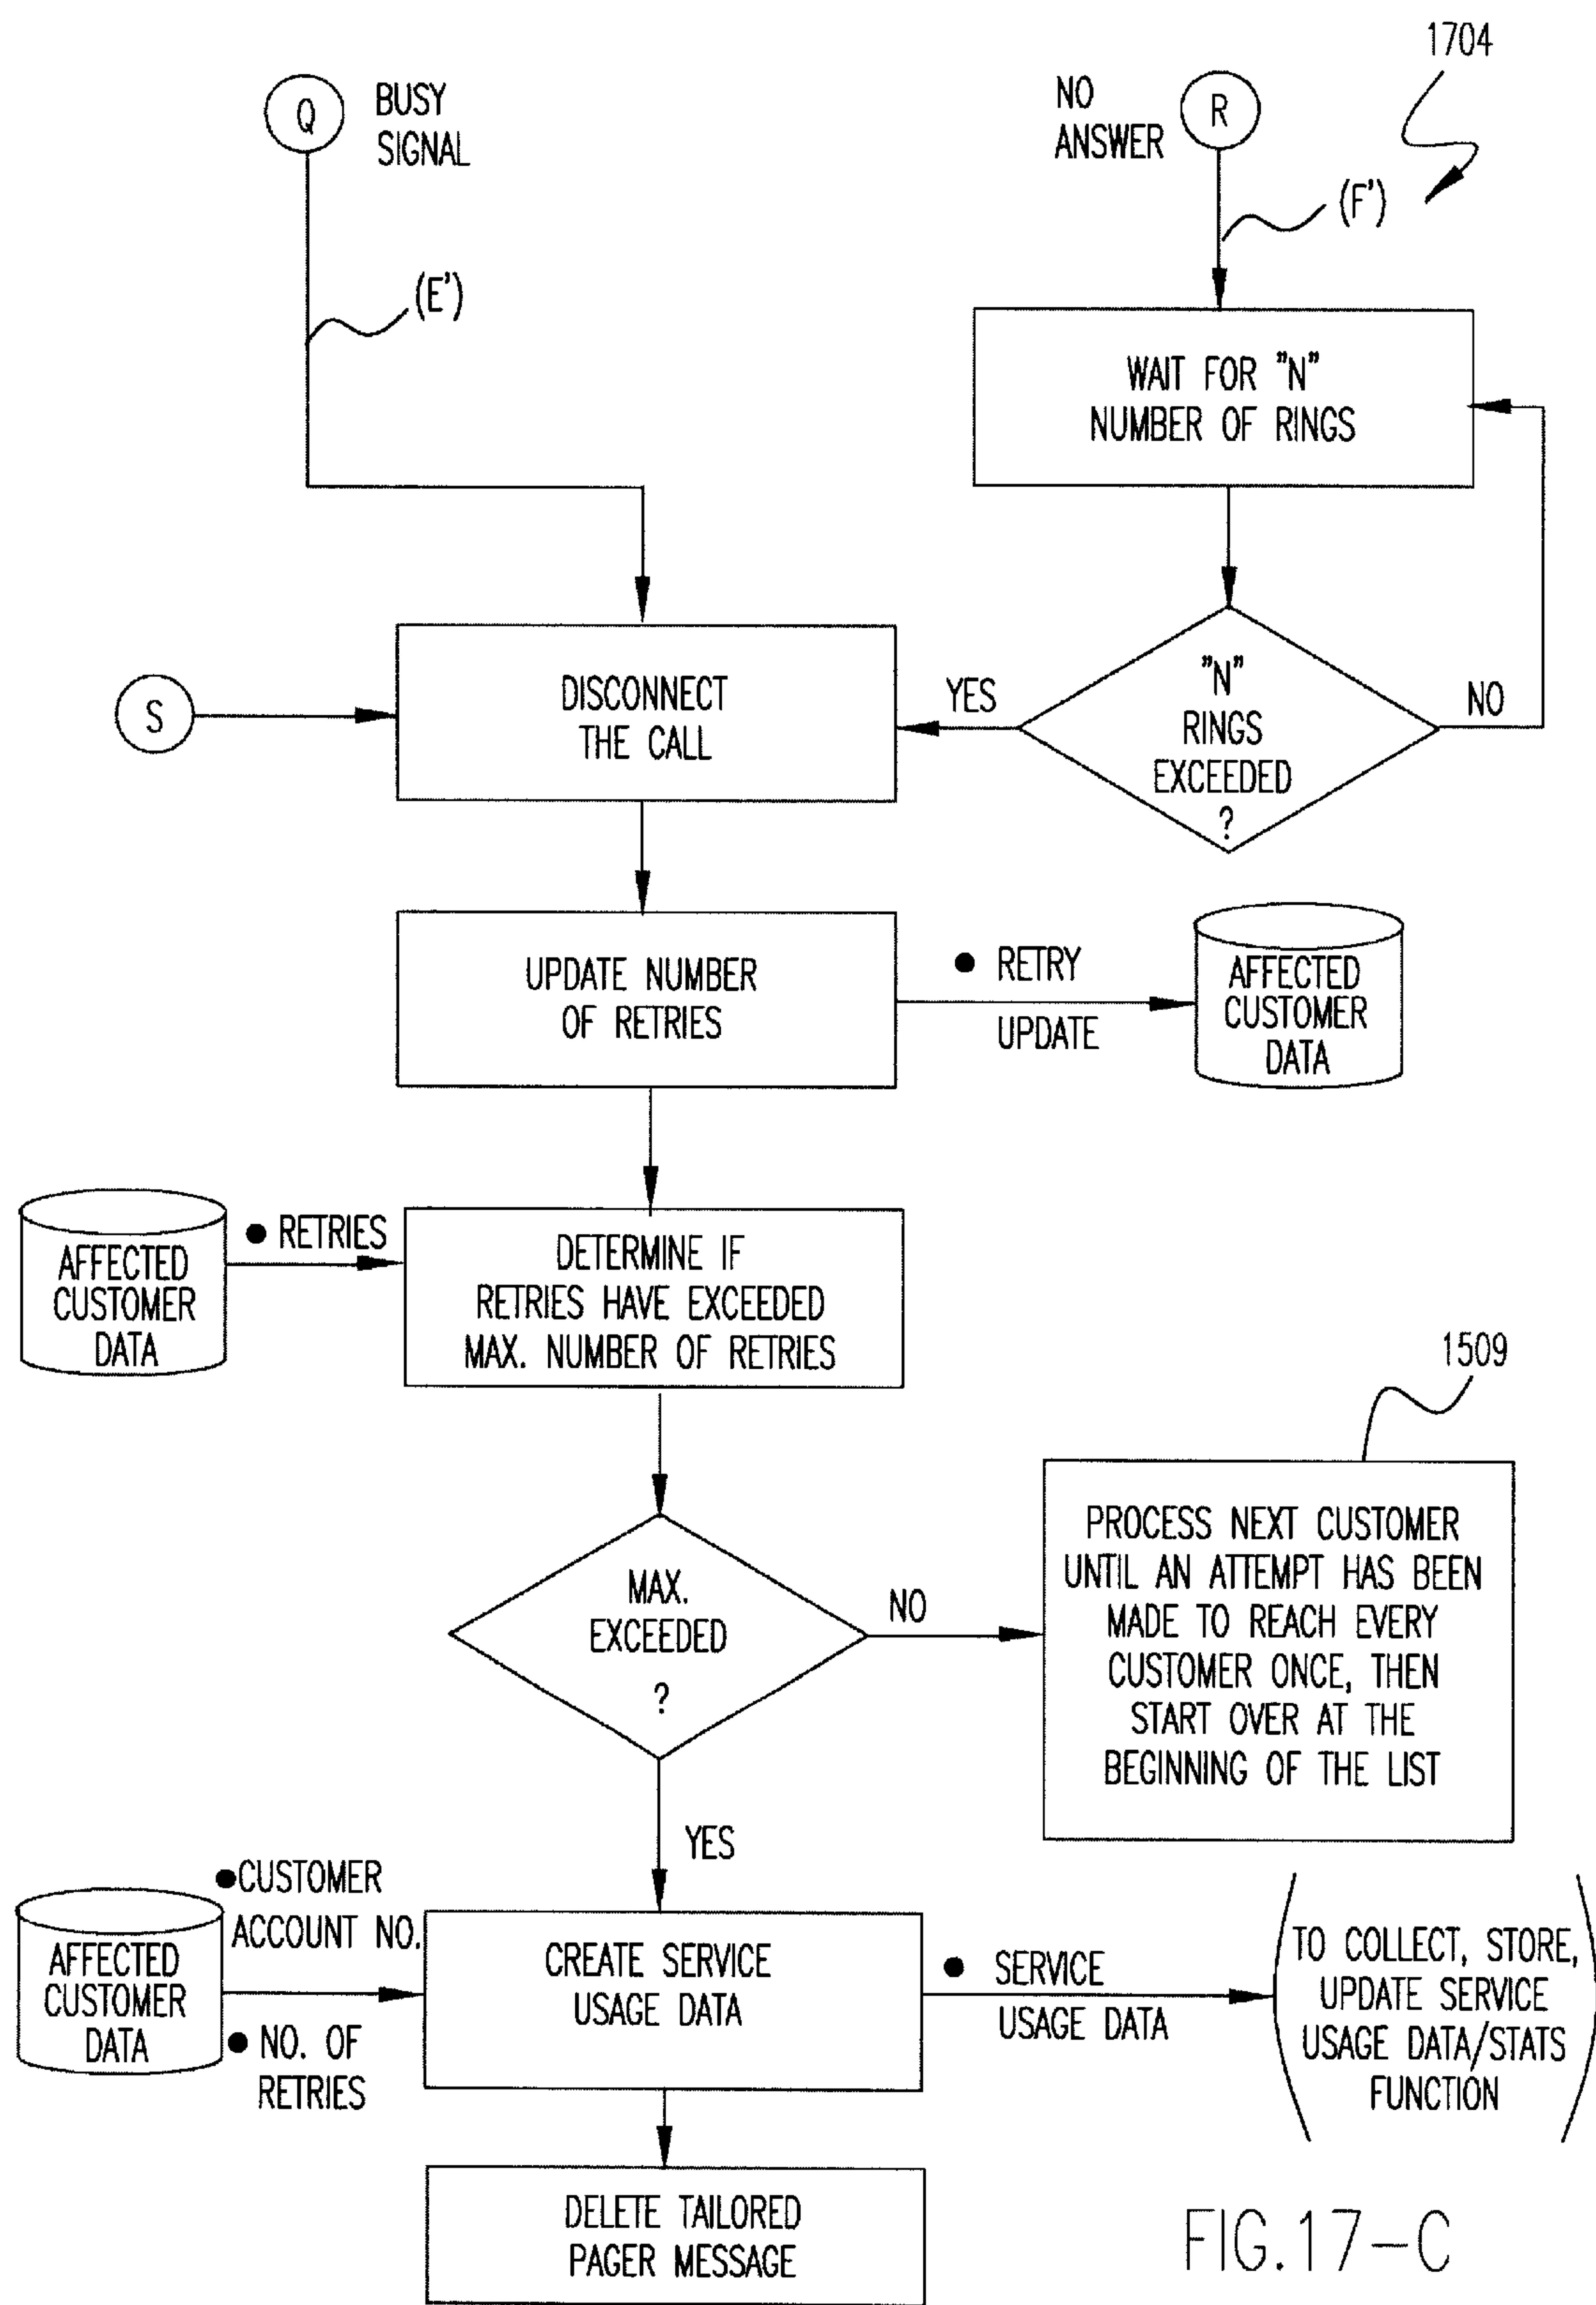 1704
Q
BUSY
SIGNAL
NO
ANSWER
R
(F')
(E')
WAIT FOR "N"
NUMBER OF RINGS
S
DISCONNECT
THE CALL
YES
"N"
RINGS
EXCEEDED
?
NO
UPDATE NUMBER
OF RETRIES
• RETRY
UPDATE
AFFECTED
CUSTOMER
DATA
AFFECTED
CUSTOMER
DATA
• RETRIES
DETERMINE IF
RETRIES HAVE EXCEEDED
MAX. NUMBER OF RETRIES
1509
MAX.
EXCEEDED
?
NO
PROCESS NEXT CUSTOMER
UNTIL AN ATTEMPT HAS BEEN
MADE TO REACH EVERY
CUSTOMER ONCE, THEN
START OVER AT THE
BEGINNING OF THE LIST
YES
AFFECTED
CUSTOMER
DATA
•CUSTOMER
ACCOUNT NO.
• NO. OF
RETRIES
CREATE SERVICE
USAGE DATA
• SERVICE
USAGE DATA
TO COLLECT, STORE,
UPDATE SERVICE
USAGE DATA/STATS
FUNCTION
DELETE TAILORED
PAGER MESSAGE
FIG.17-C